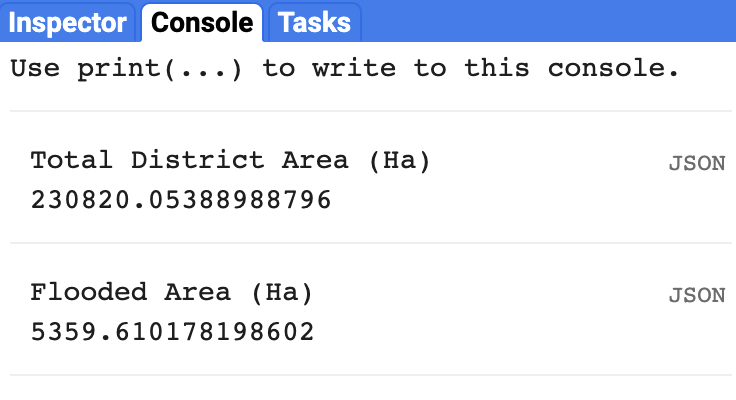 Inspector Console Tasks
Use print(...) to write to this console.
Total District Area (Ha) JSON
230820.05388988796
Flooded Area (Ha) JSON
5359.610178198602